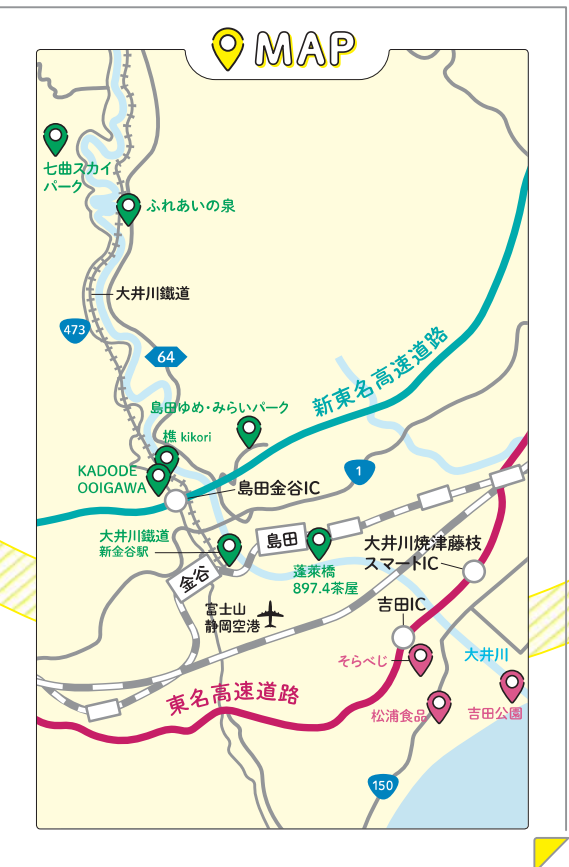 MAP
七曲スカイ
パーク
ふれあいの泉
大井川鐵道
473
64
新東名高速道路
島田ゆめ・みらいパーク
樵 kikori
KADODE
OOIGAWA
1
島田金谷IC
大井川鐵道
新金谷駅
島田
金谷
蓬萊橋
897.4茶屋
大井川焼津藤枝
スマートIC
富士山
静岡空港
吉田IC
そらべじ
大井川
東名高速道路
松浦食品
吉田公園
150